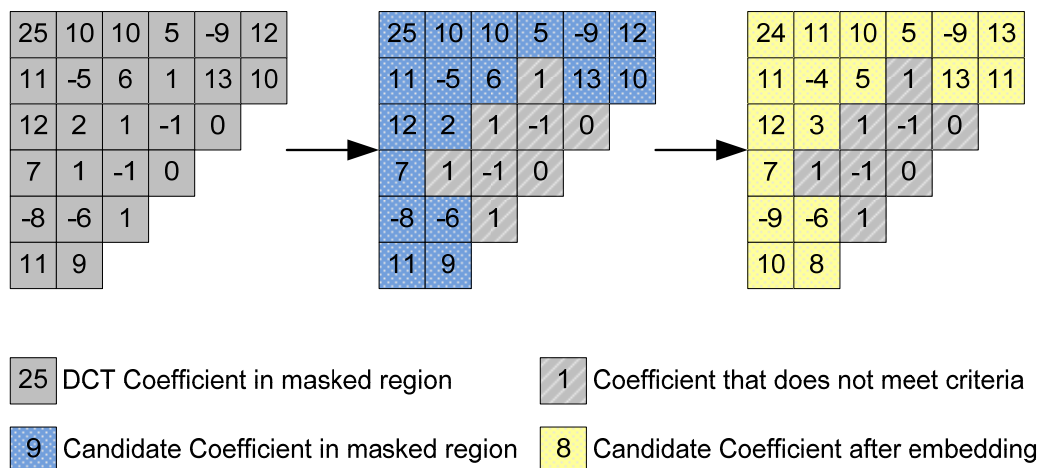 25 10 10 5 -9 12 25 10 10 5 -9 12 24 11 10 5 -9 13
11 -5 6 1 13 10 11 -5 6 1 13 10 11 -4 5 1 13 11
12 2 1 -1 0 12 2 1 -1 0 12 3 1 -1 0
7 1 -1 0 7 1 -1 0 7 1 -1 0
-8 -6 1 -8 -6 1 -9 -6 1
11 9 11 9 10 8
25 DCT Coefficient in masked region 1 Coefficient that does not meet criteria
9 Candidate Coefficient in masked region 8 Candidate Coefficient after embedding